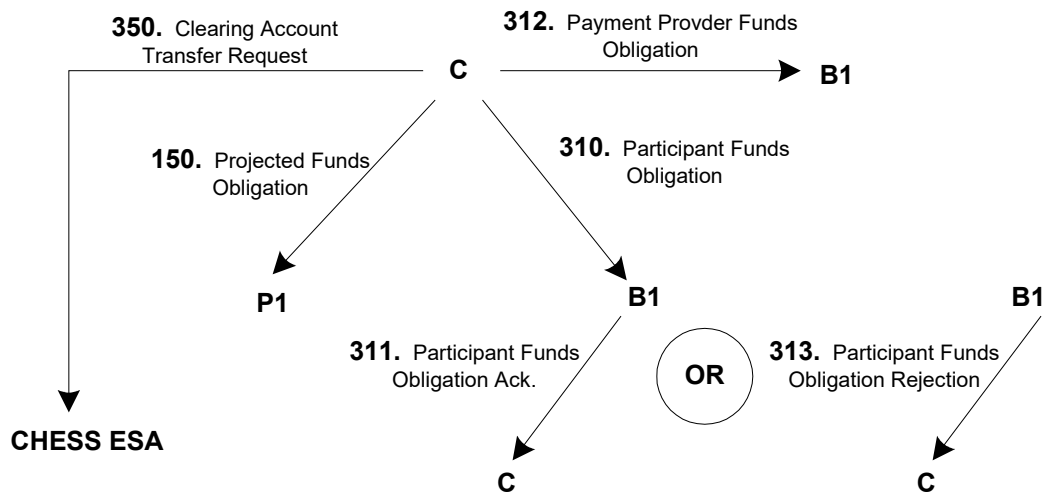 350. Clearing Account
Transfer Request
312. Payment Provder Funds
Obligation
C
B1
150. Projected Funds
Obligation
310. Participant Funds
Obligation
P1
B1
B1
311. Participant Funds
Obligation Ack.
OR
313. Participant Funds
Obligation Rejection
CHESS ESA
C
C